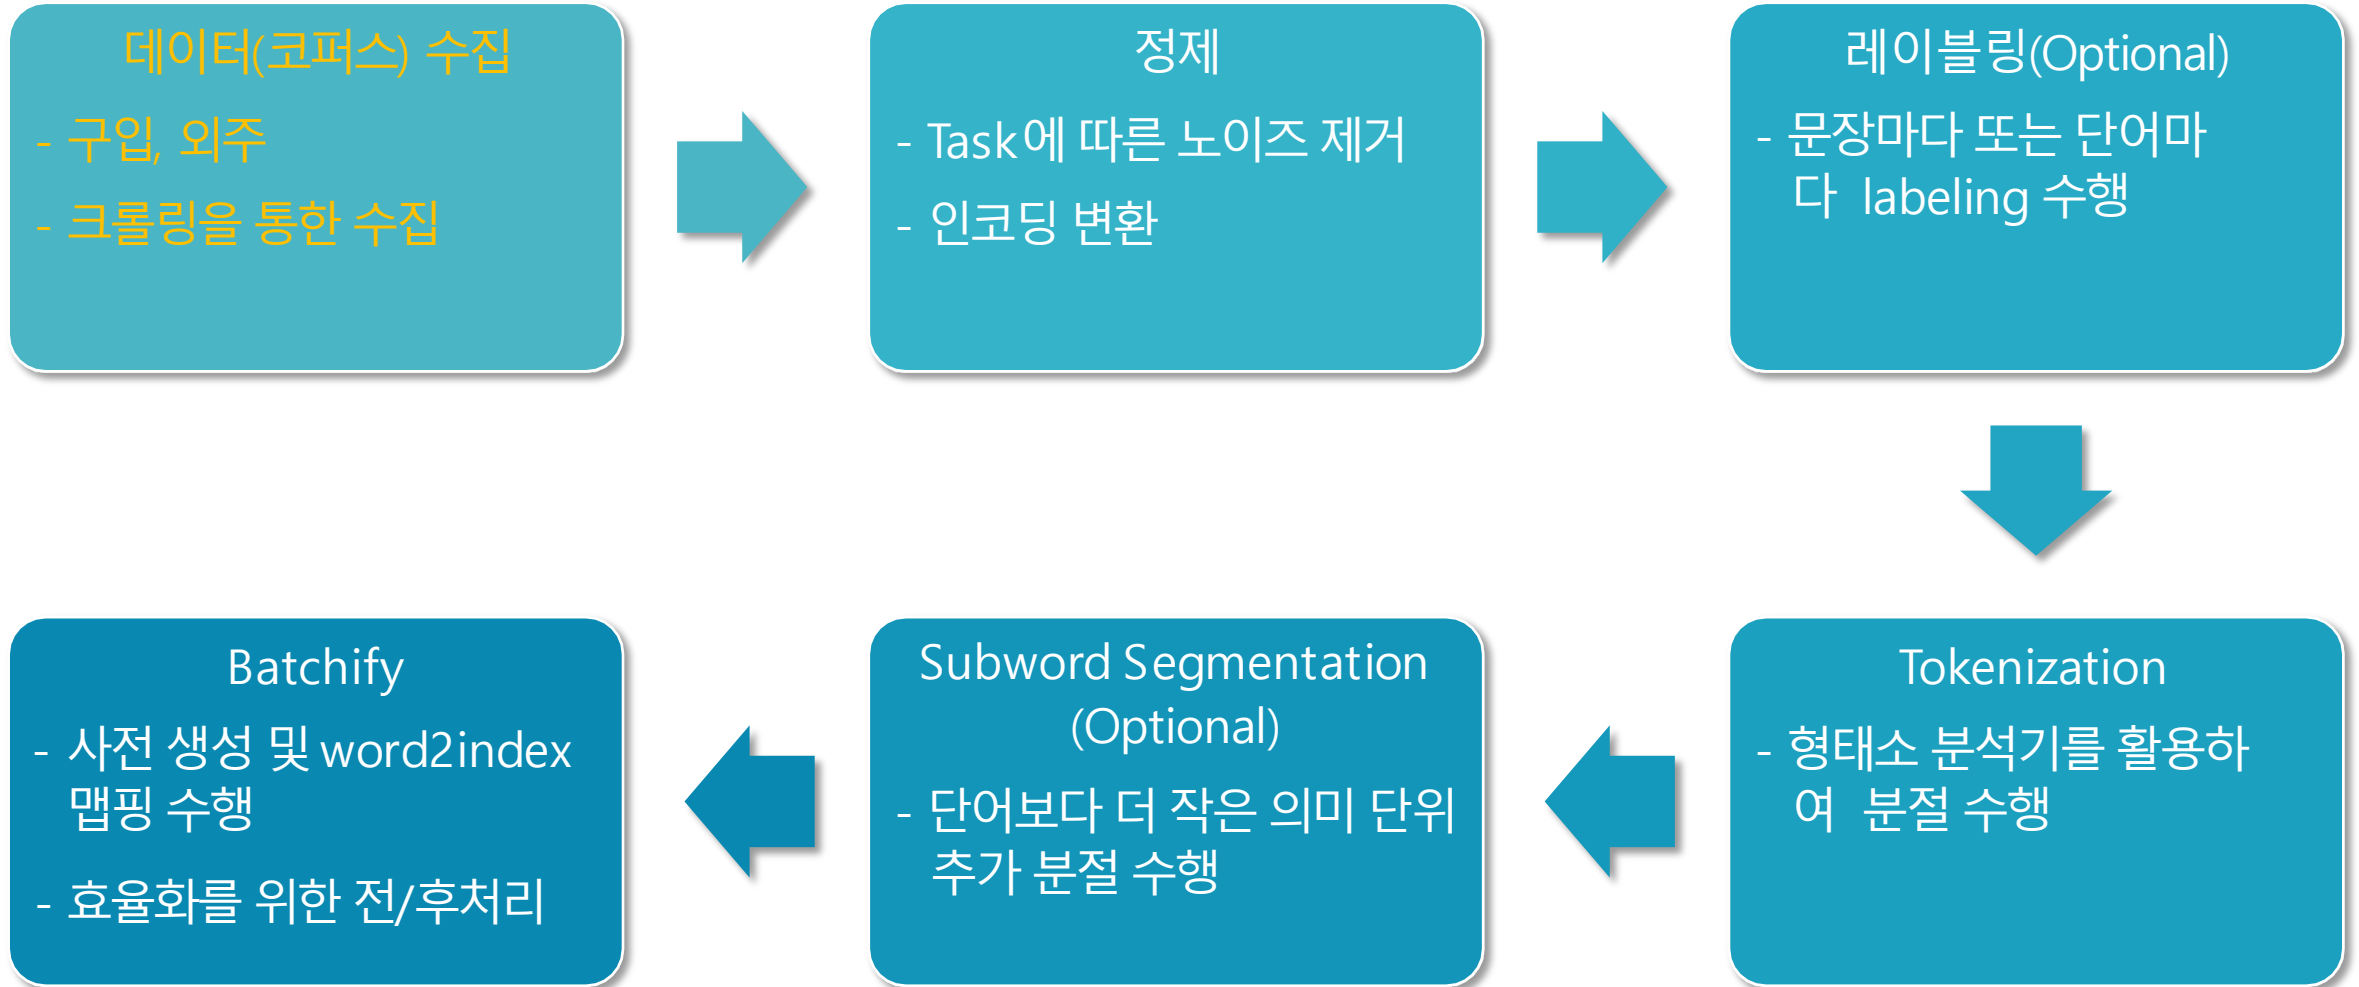 데이터(코퍼스) 수집
- 구입, 외주
- 크롤링을 통한 수집
정제
- Task에 따른 노이즈 제거
- 인코딩 변환
레이블링(Optional)
- 문장마다 또는 단어마
다 labeling 수행
Tokenization
- 형태소 분석기를 활용하
여 분절 수행
Subword Segmentation
(Optional)
- 단어보다 더 작은 의미 단위
추가 분절 수행
Batchify
- 사전 생성 및 word2index
맵핑 수행
- 효율화를 위한 전/후처리